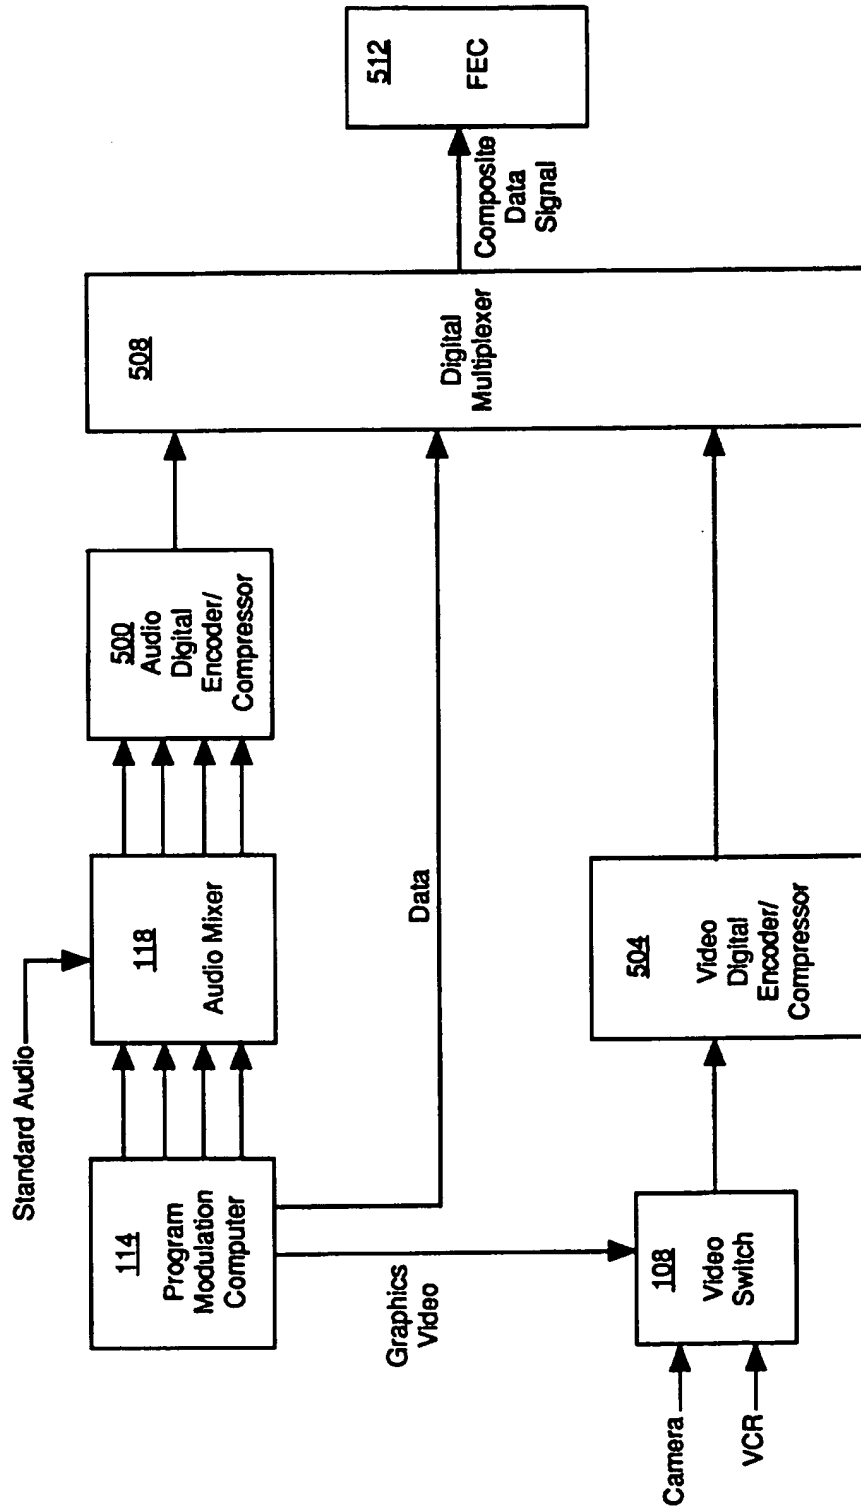 Standard Audio
114
Program
Modulation
Computer
118
Audio Mixer
500
Audio
Digital
Encoder/
Compressor
508
Digital
Multiplexer
Composite
Data
Signal
512
FEC
Data
Graphics
Video
Camera
VCR
108
Video
Switch
504
Video
Digital
Encoder/
Compressor